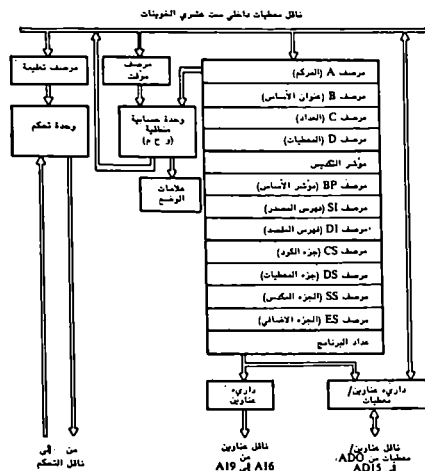 ناقل معطيات داخلي ست عشري الخوينات
مرصف تعليمة
مرصف
مؤقت
وحدة تحكم
وحدة حسابية
منطقية
(و ح م)
علامات
الوضع
مرصف A (المركم)
مرصف B (عنوان الأساس)
مرصف C (العداد)
مرصف D (المعطيات)
مؤشر التكديس
مرصف BP (مؤشر الأساس)
مرصف SI (فهرس المصدر)
مرصف DI (فهرس المقصد)
مرصف CS (جزء الكود)
مرصف DS (جزء المعطيات)
مرصف SS (الجزء المكدس)
مرصف ES (الجزء الاضافي)
عداد البرنامج
دارىء
عناوين
دارىء عناوين/
معطيات
من إلى
ناقل التحكم
ناقل عناوين
من A16 إلى A19
ناقل عناوين/
معطيات من AD0
إلى AD15